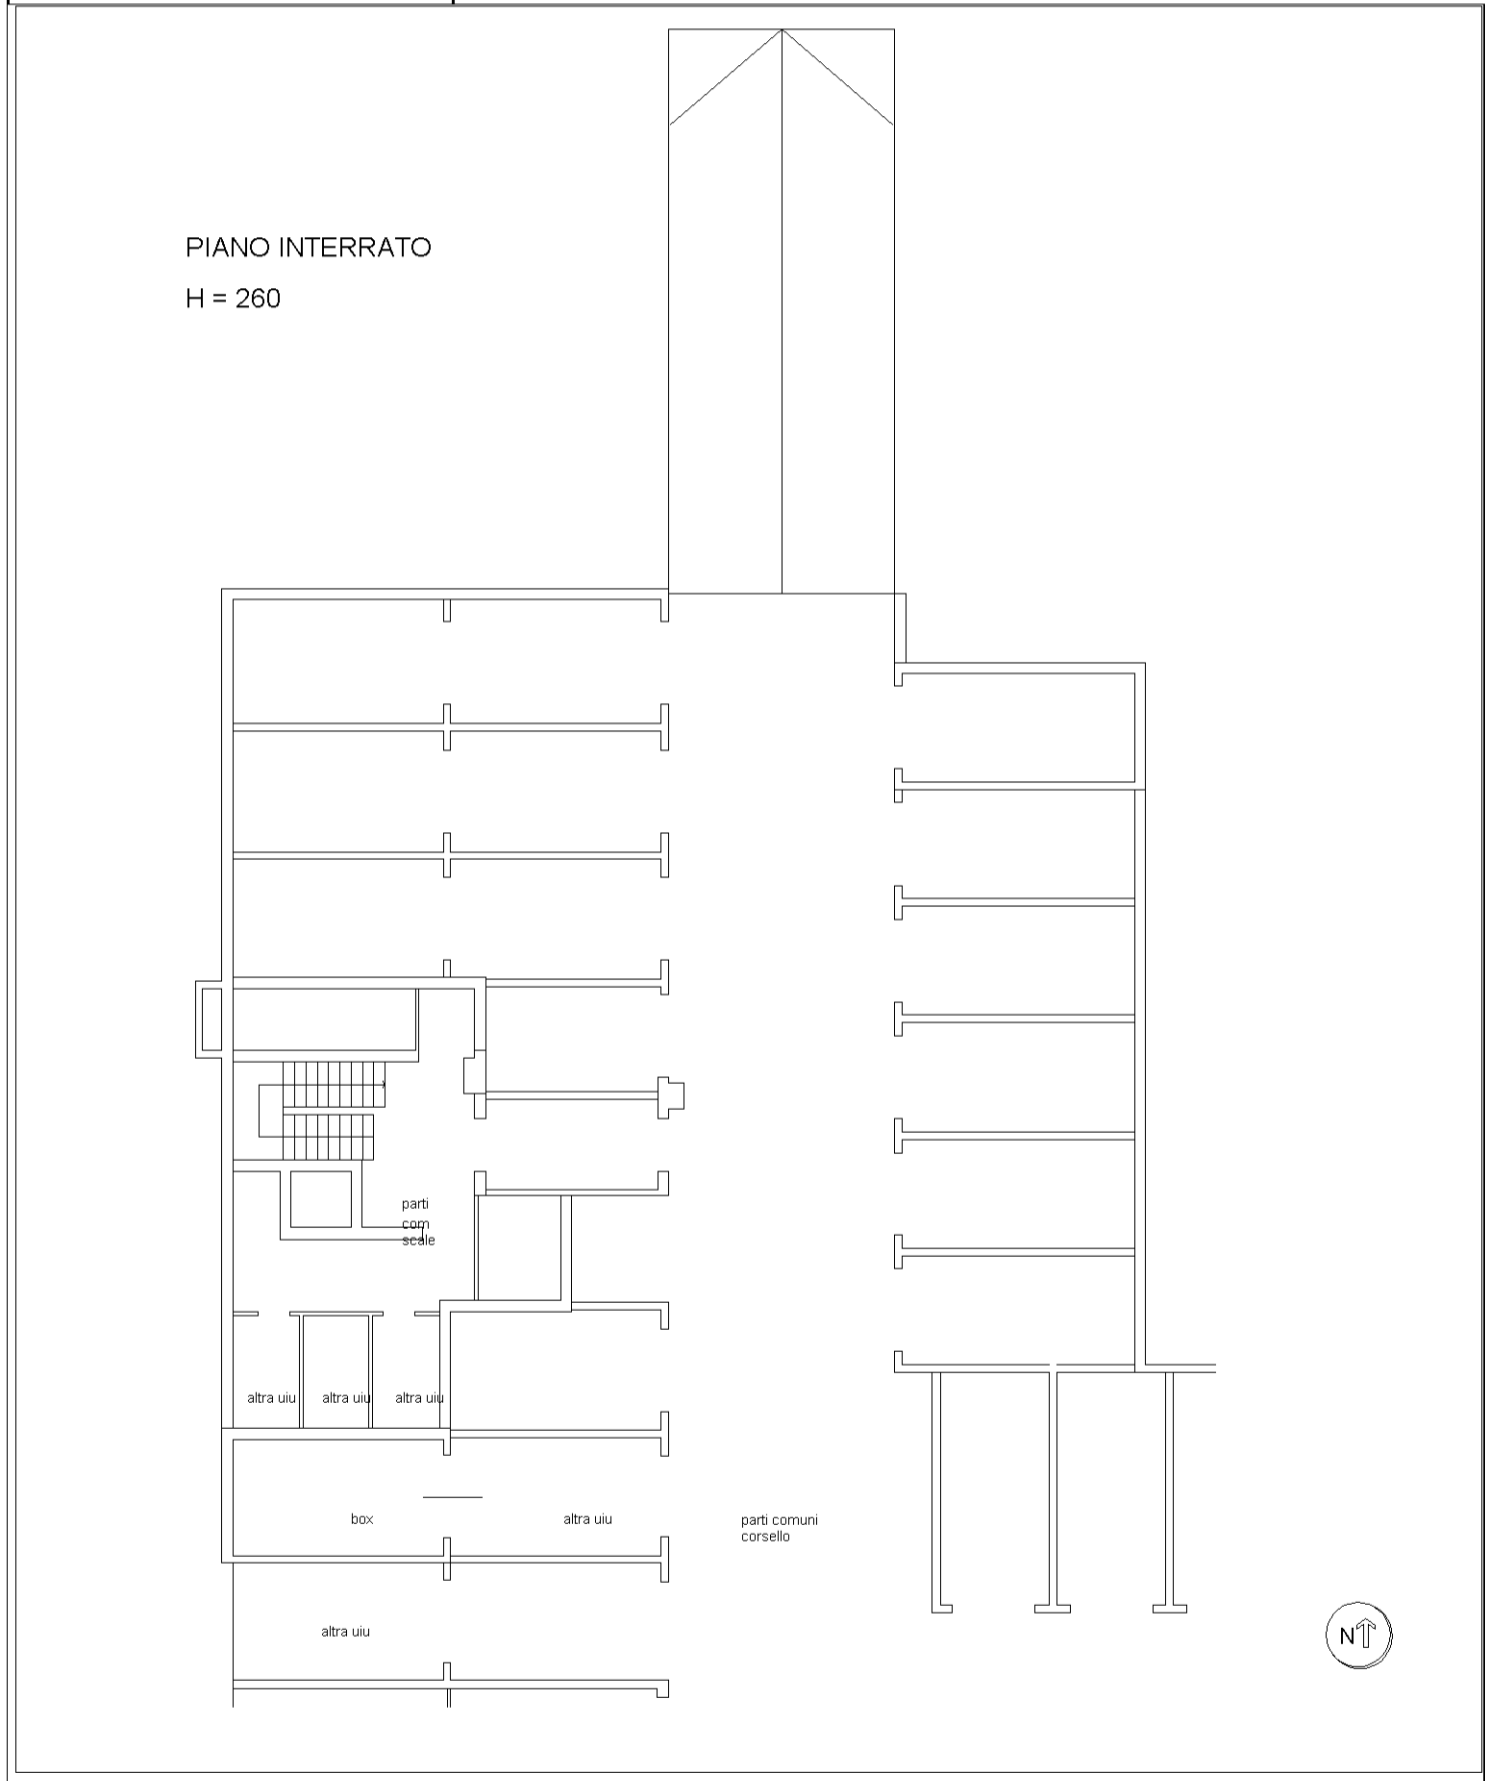 PIANO INTERRATO
H = 260
parti
com
scale
altra uiu
altra uiu
altra uiu
box
altra uiu
parti comuni
corsello
altra uiu
N